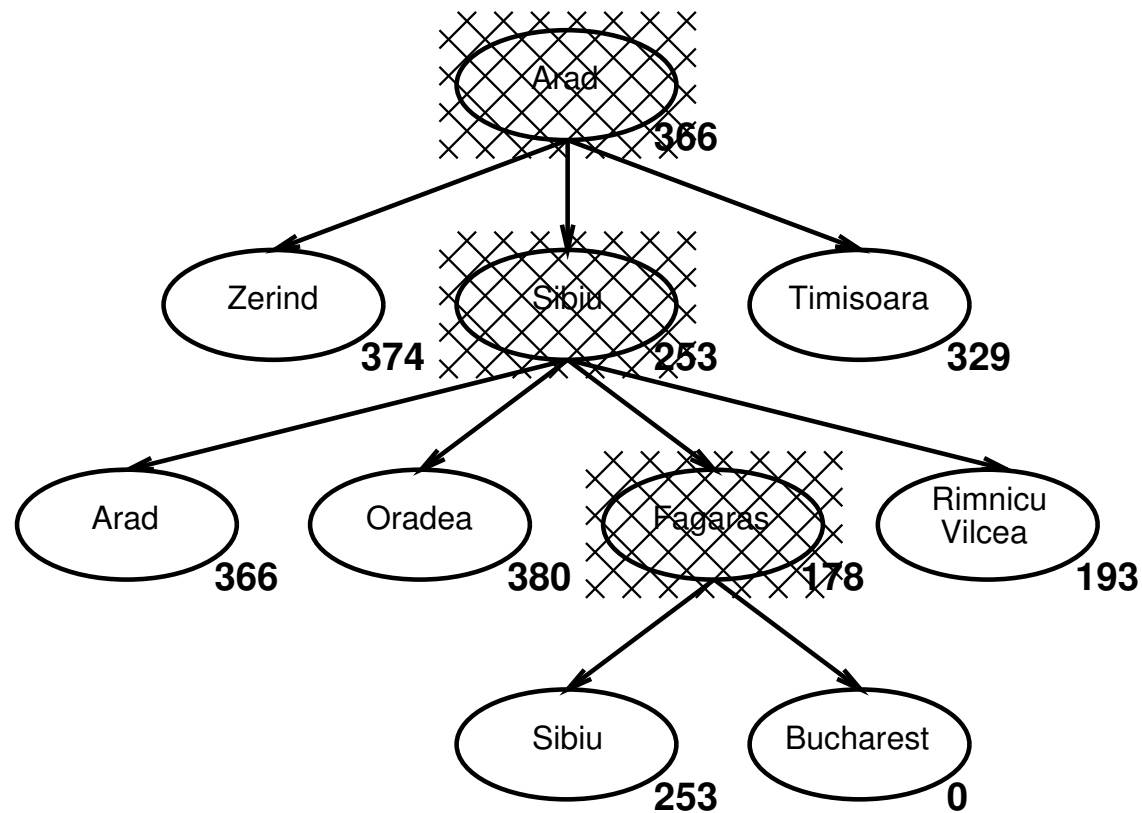 Arad
366
Zerind
Sibiu
Timisoara
374
253
329
Arad
Oradea
Fagaras
Rimnicu
Vilcea
366
380
178
193
Sibiu
Bucharest
253
0